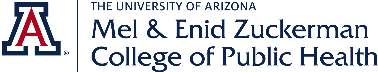 THE UNIVERSITY OF ARIZONA
A
Mel & Enid Zuckerman
College of Public Health